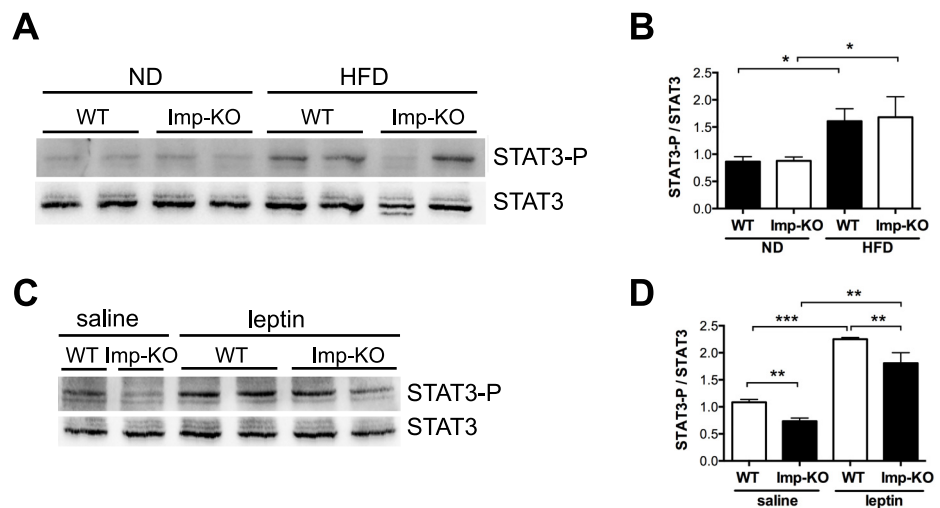 A
ND HFD
WT Imp-KO WT Imp-KO
STAT3-P
STAT3
B
* *
STAT3-P / STAT3
2.5
2.0
1.5
1.0
0.5
0.0
WT Imp-KO WT Imp-KO
ND HFD
C
saline leptin
WT Imp-KO WT Imp-KO
STAT3-P
STAT3
D
**
*** **
**
STAT3-P / STAT3
2.5
2.0
1.5
1.0
0.5
0.0
WT Imp-KO WT Imp-KO
saline leptin